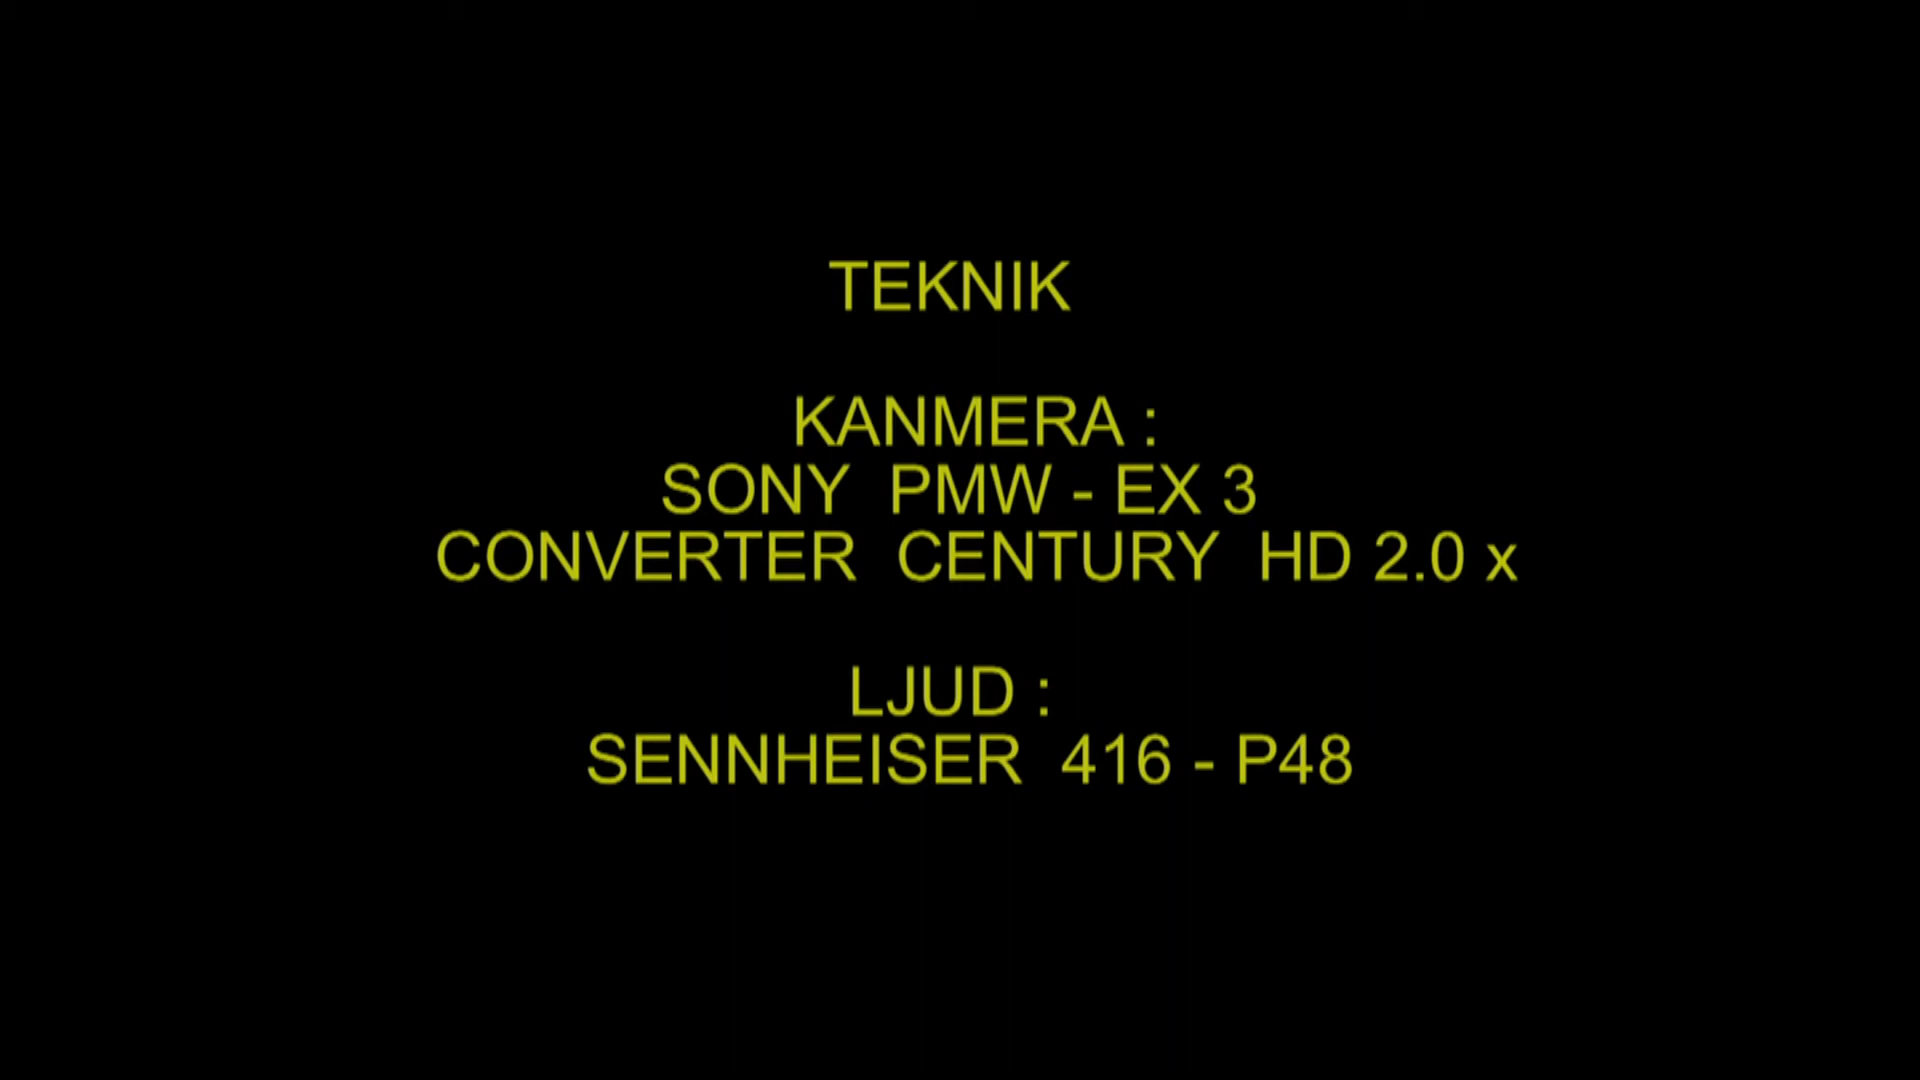 TEKNIK
KANMERA :
SONY PMW - EX 3
CONVERTER CENTURY HD 2.0 x
LJUD :
SENNHEISER 416 - P48